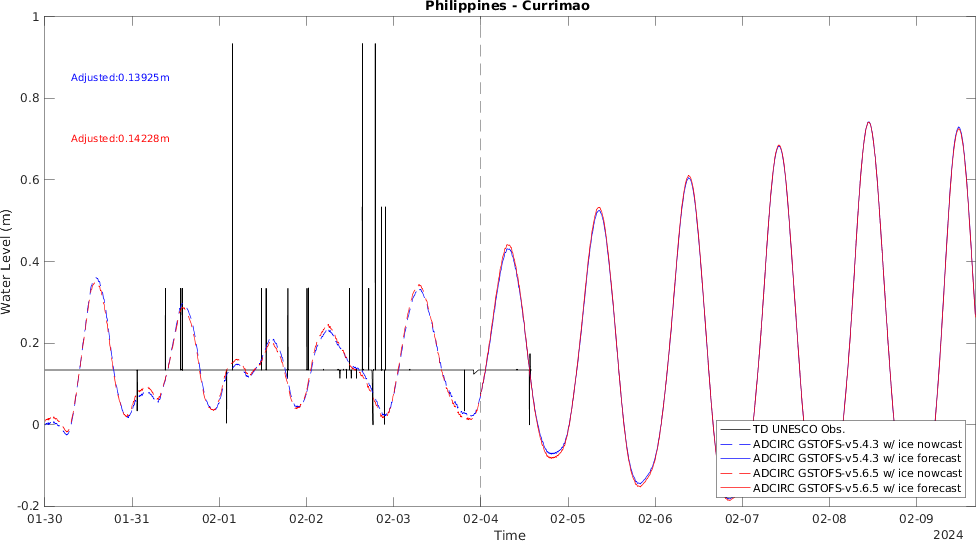 Philippines - Currimao
1
0.8
0.6
0.4
0.2
0
-0.2
Water Level (m)
Adjusted:0.13925m
Adjusted:0.14228m
TD UNESCO Obs.
ADCIRC GSTOFS-v5.4.3 w/ ice nowcast
ADCIRC GSTOFS-v5.4.3 w/ ice forecast
ADCIRC GSTOFS-v5.6.5 w/ ice nowcast
ADCIRC GSTOFS-v5.6.5 w/ ice forecast
01-30 01-31 02-01 02-02 02-03 02-04 02-05 02-06 02-07 02-08 02-09
Time
2024